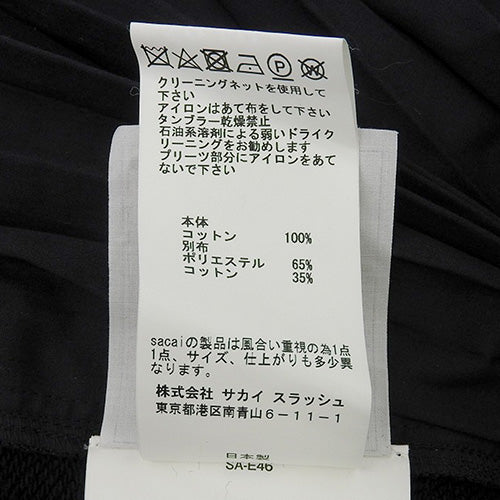 クリーニングネットを使用して
下さい
アイロンはあて布をして下さい
タンブラー乾燥禁止
石油系溶剤による弱いドライク
リーニングをお勧めします
プリーツ部分にアイロンをあて
ないで下さい
本体
コットン 100%
別布
ポリエステル 65%
コットン 35%
sacaiの製品は風合い重視の為1点
1点、サイズ、仕上がりも多少異
なります。
株式会社 サカイ スラッシュ
東京都港区南青山6-11-1
日本製
SA-E46